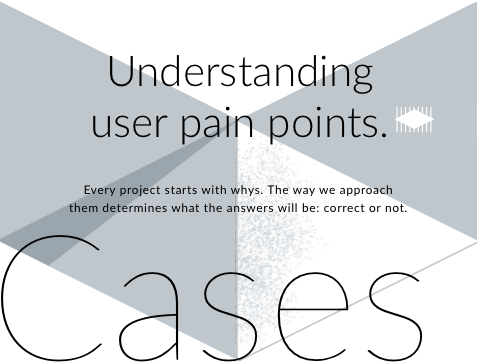 Understanding
user pain points.
Every project starts with whys. The way we approach
them determines what the answers will be: correct or not.
Cases